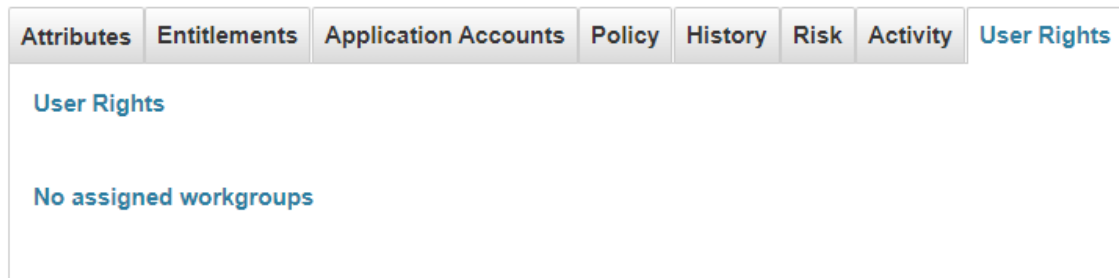 Attributes Entitlements Application Accounts Policy History Risk Activity User Rights
User Rights
No assigned workgroups